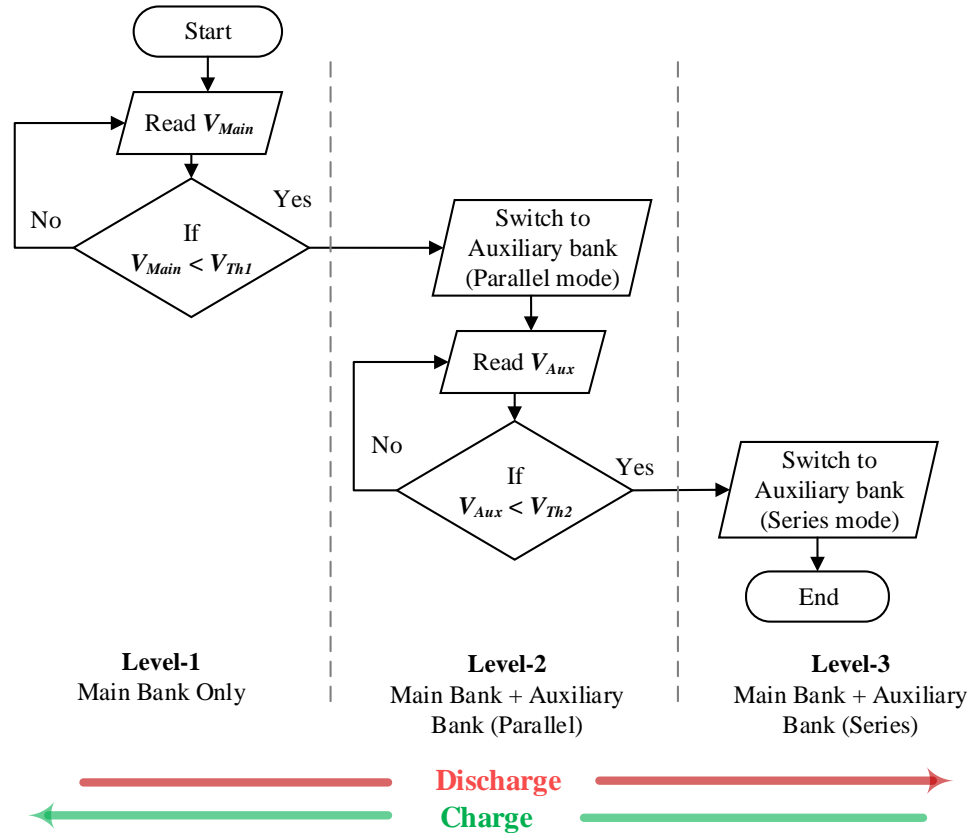 Start
Read V_Main
No
Yes
If
V_Main < V_Th1
Switch to
Auxiliary bank
(Parallel mode)
Read V_Aux
No
Yes
If
V_Aux < V_Th2
Switch to
Auxiliary bank
(Series mode)
End
Level-1
Main Bank Only
Level-2
Main Bank + Auxiliary
Bank (Parallel)
Level-3
Main Bank + Auxiliary
Bank (Series)
Discharge
Charge